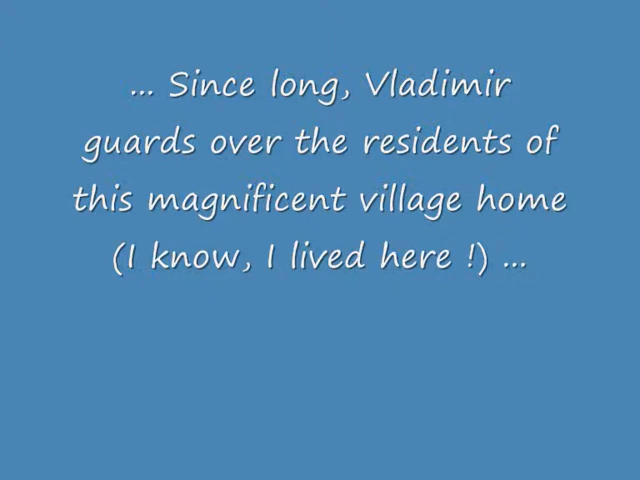 ... Since long, Vladimir
guards over the residents of
this magnificent village home
(I know, I lived here !) ...